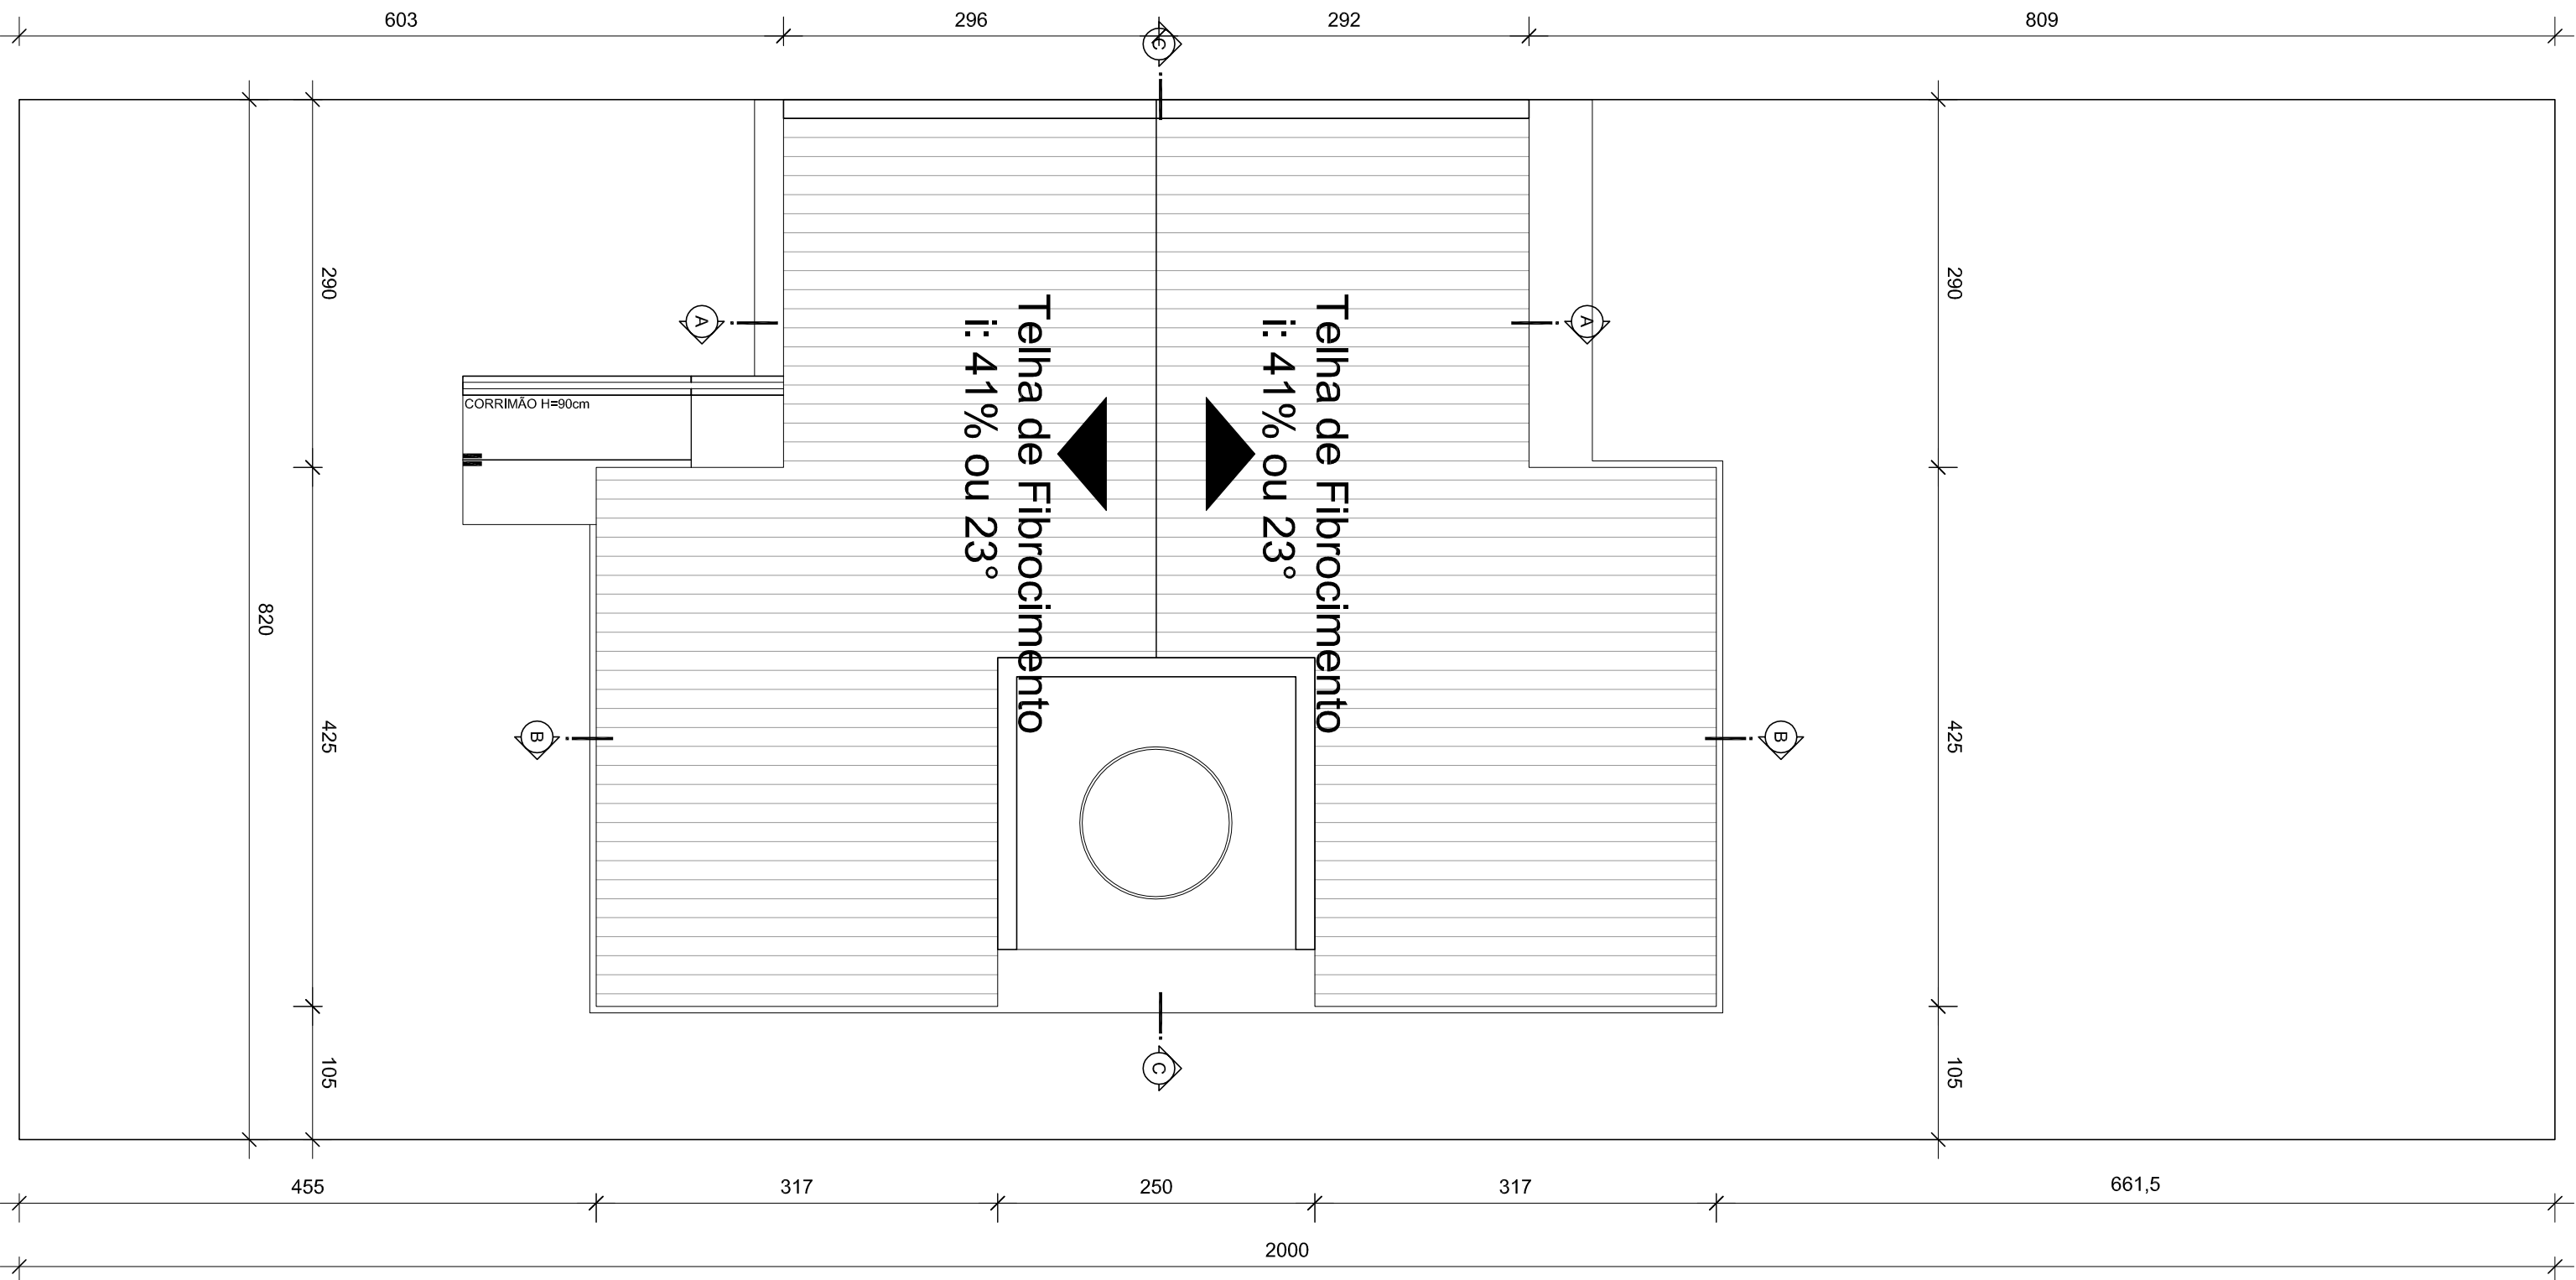 603
296
292
809
C
290
290
A
A
Telha de Fibrocimento
i: 41% ou 23°
Telha de Fibrocimento
i: 41% ou 23°
CORRIMÃO H=90cm
820
425
425
B
B
105
105
C
455
317
250
317
661,5
2000